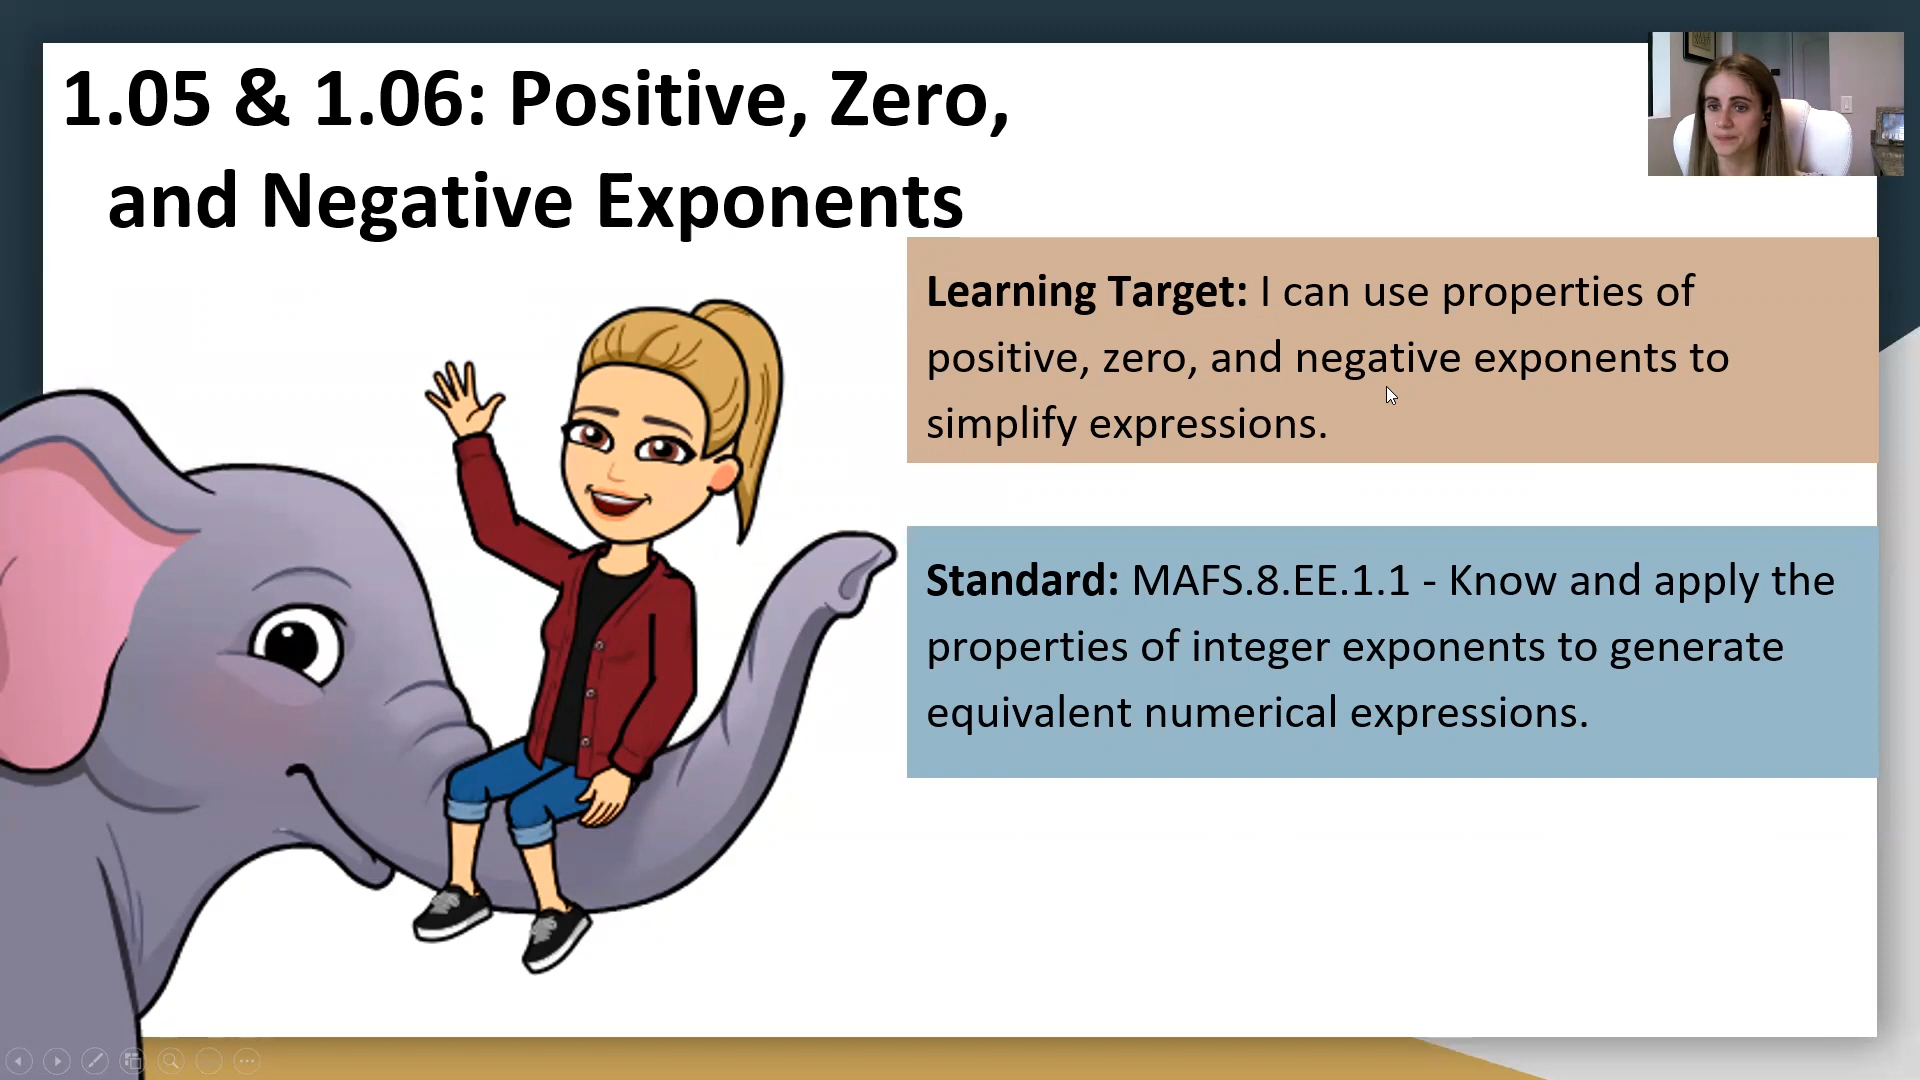 1.05 & 1.06: Positive, Zero,
and Negative Exponents
Learning Target: I can use properties of
positive, zero, and negative exponents to
simplify expressions.
Standard: MAFS.8.EE.1.1 - Know and apply the
properties of integer exponents to generate
equivalent numerical expressions.